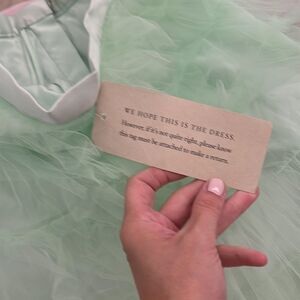 WE HOPE THIS IS THE DRESS.
However, if it's not quite right, please know
this tag must be attached to make a return.